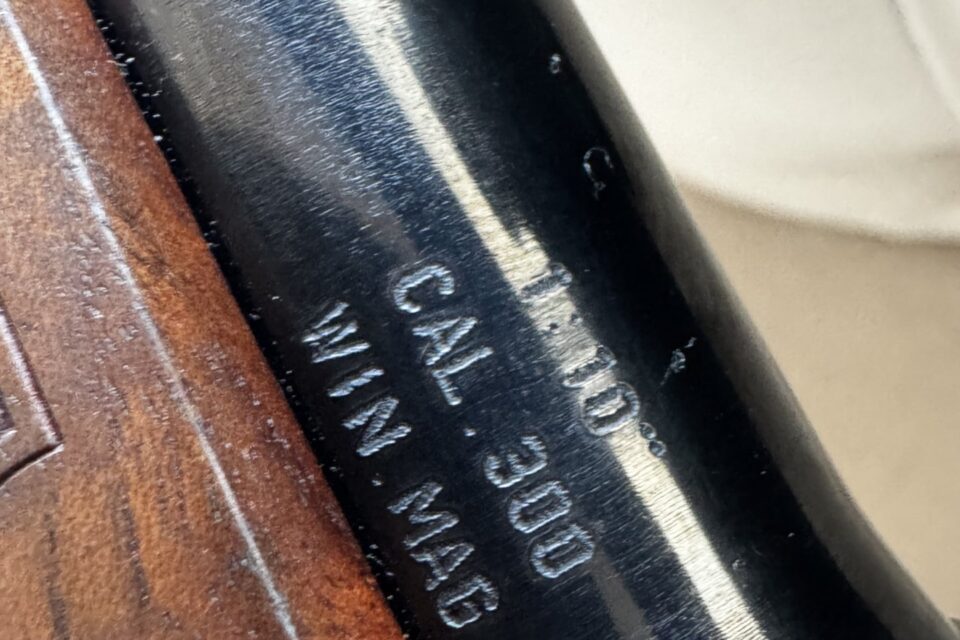 1:10"
CAL. 300
WIN. MAG